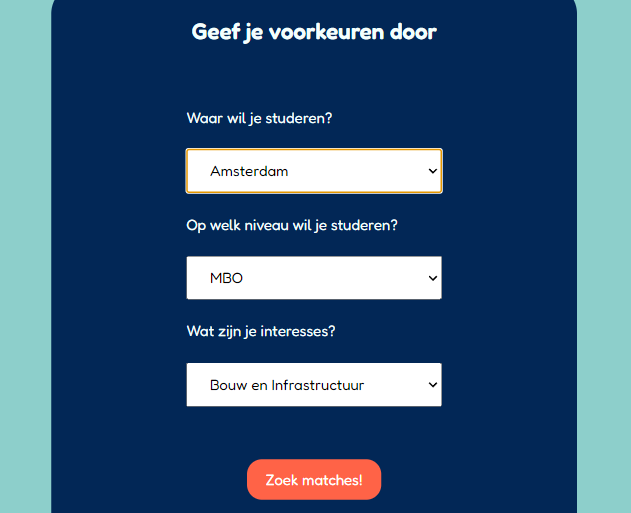 Geef je voorkeuren door
Waar wil je studeren?
Amsterdam
Op welk niveau wil je studeren?
MBO
Wat zijn je interesses?
Bouw en Infrastructuur
Zoek matches!